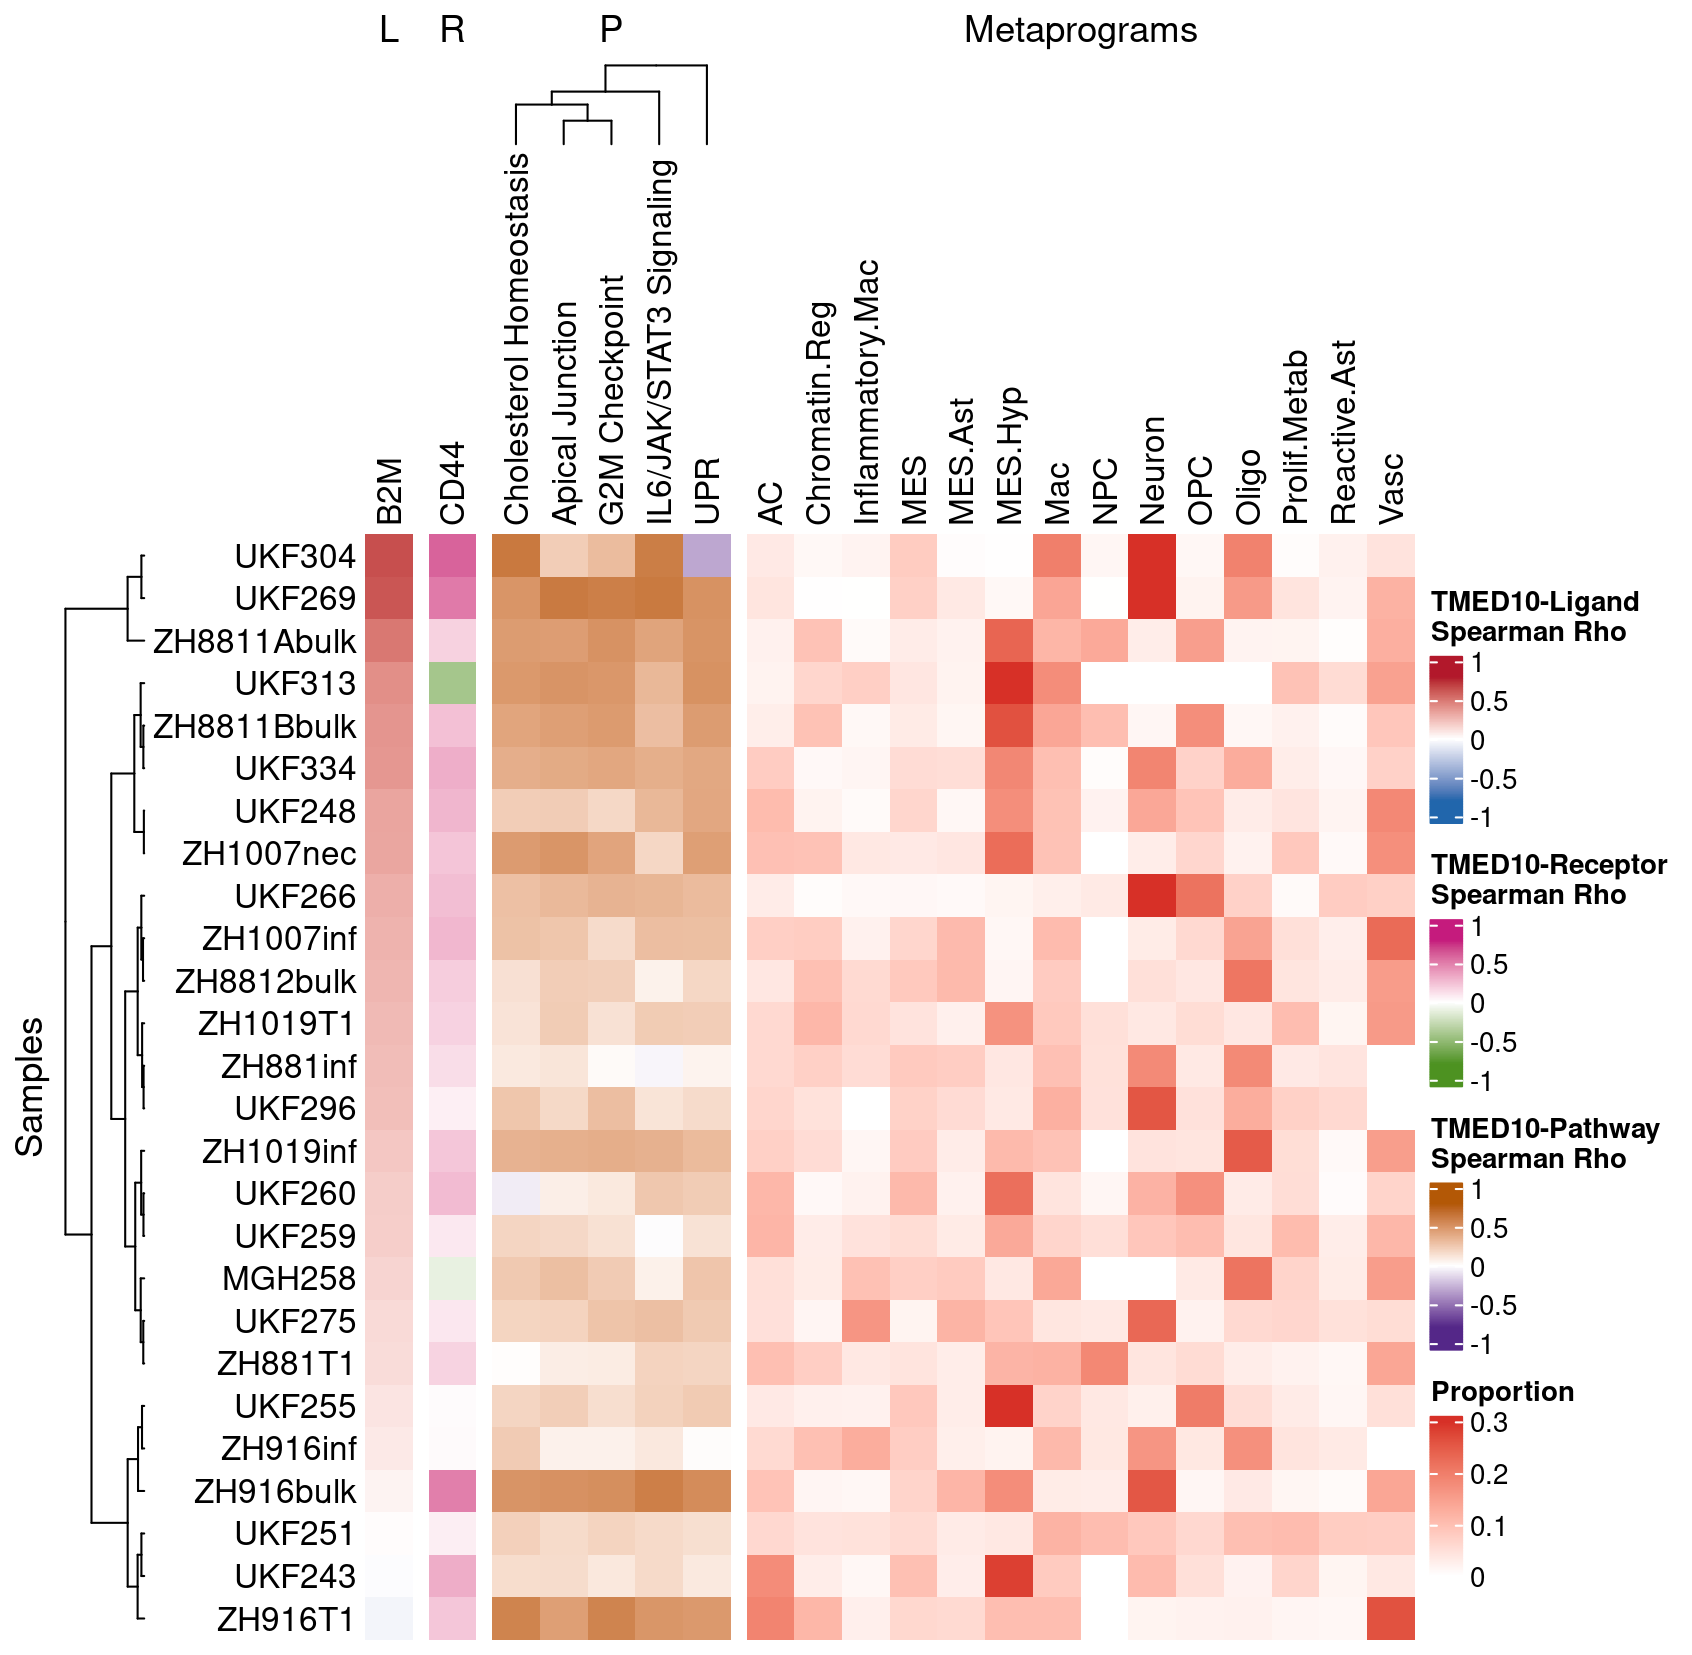 L R P Metaprograms
Cholesterol Homeostasis
Apical Junction
G2M Checkpoint
IL6/JAK/STAT3 Signaling
UPR
B2M
CD44
AC
Chromatin.Reg
Inflammatory.Mac
MES
MES.Ast
MES.Hyp
Mac
NPC
Neuron
OPC
Oligo
Prolif.Metab
Reactive.Ast
Vasc
Samples
UKF304
UKF269
ZH8811Abulk
UKF313
ZH8811Bbulk
UKF334
UKF248
ZH1007nec
UKF266
ZH1007inf
ZH8812bulk
ZH1019T1
ZH881inf
UKF296
ZH1019inf
UKF260
UKF259
MGH258
UKF275
ZH881T1
UKF255
ZH916inf
ZH916bulk
UKF251
UKF243
ZH916T1
TMED10-Ligand
Spearman Rho
1
0.5
0
-0.5
-1
TMED10-Receptor
Spearman Rho
1
0.5
0
-0.5
-1
TMED10-Pathway
Spearman Rho
1
0.5
0
-0.5
-1
Proportion
0.3
0.2
0.1
0